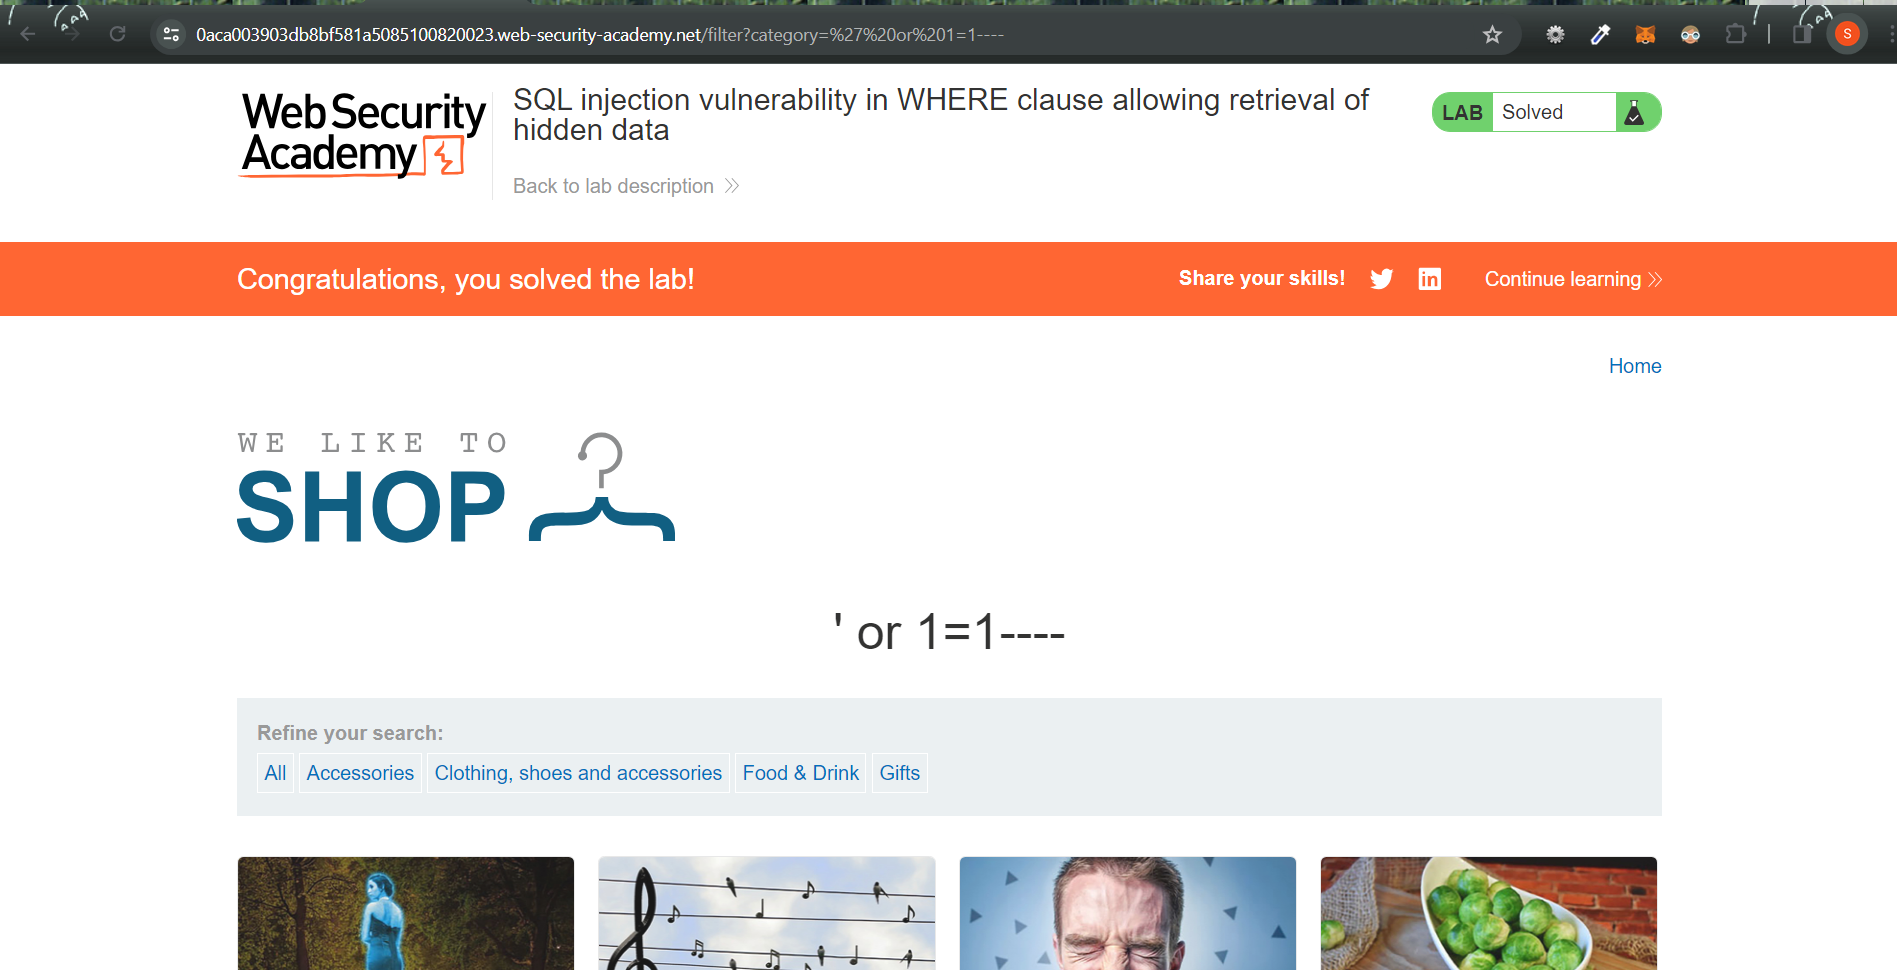 0aca003903db8bf581a5085100820023.web-security-academy.net/filter?category=%27%20or%201=1----
S
Web Security
Academy
SQL injection vulnerability in WHERE clause allowing retrieval of
hidden data
Back to lab description
LAB Solved
Congratulations, you solved the lab!
Share your skills!
in
Continue learning
Home
WE LIKE TO
SHOP
' or 1=1----
Refine your search:
All Accessories Clothing, shoes and accessories Food & Drink Gifts